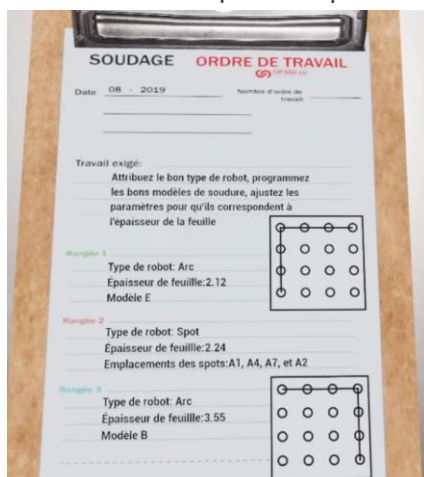 SOUDAGE ORDRE DE TRAVAIL
Date 08 - 2019 Nombre d'ordre de
travail:
Travail exigé:
Attribuez le bon type de robot, programmez
les bons modèles de soudure, ajustez les
paramètres pour qu'ils correspondent à
l'épaisseur de la feuille
Rangée 1
Type de robot: Arc
Épaisseur de feuillle:2.12
Modèle E
Rangée 2
Type de robot: Spot
Épaisseur de feuillle:2.24
Emplacements des spots:A1, A4, A7, et A2
Rangée 3
Type de robot: Arc
Épaisseur de feuillle:3.55
Modèle B